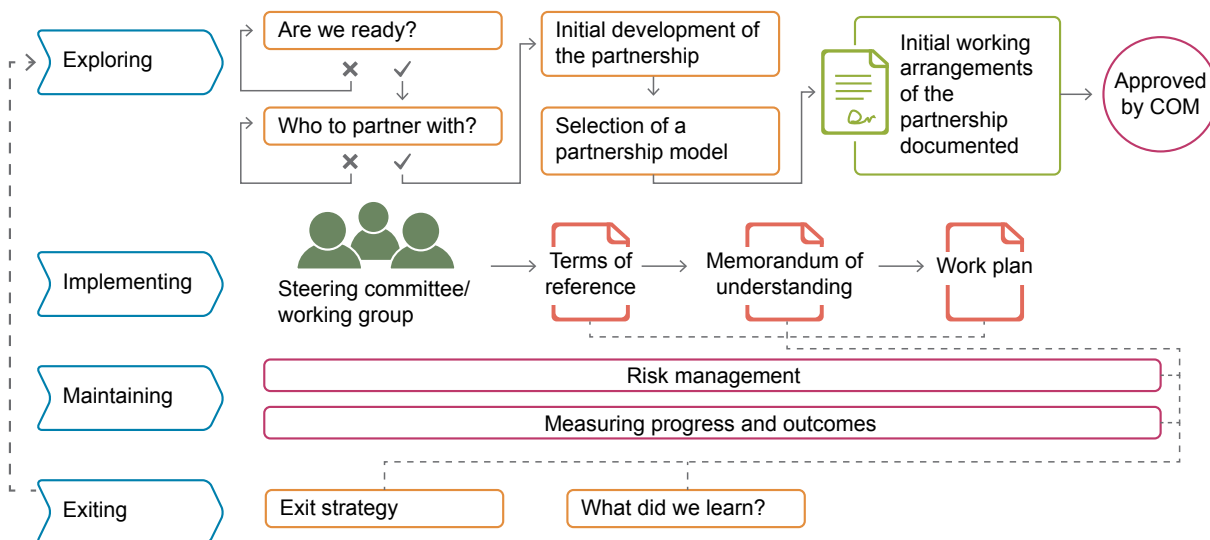 Exploring
Are we ready?
Who to partner with?
Initial development of
the partnership
Selection of a
partnership model
Initial working
arrangements
of the
partnership
documented
Approved
by COM
Implementing
Steering committee/
working group
Terms of
reference
Memorandum of
understanding
Work plan
Maintaining
Risk management
Measuring progress and outcomes
Exiting
Exit strategy
What did we learn?